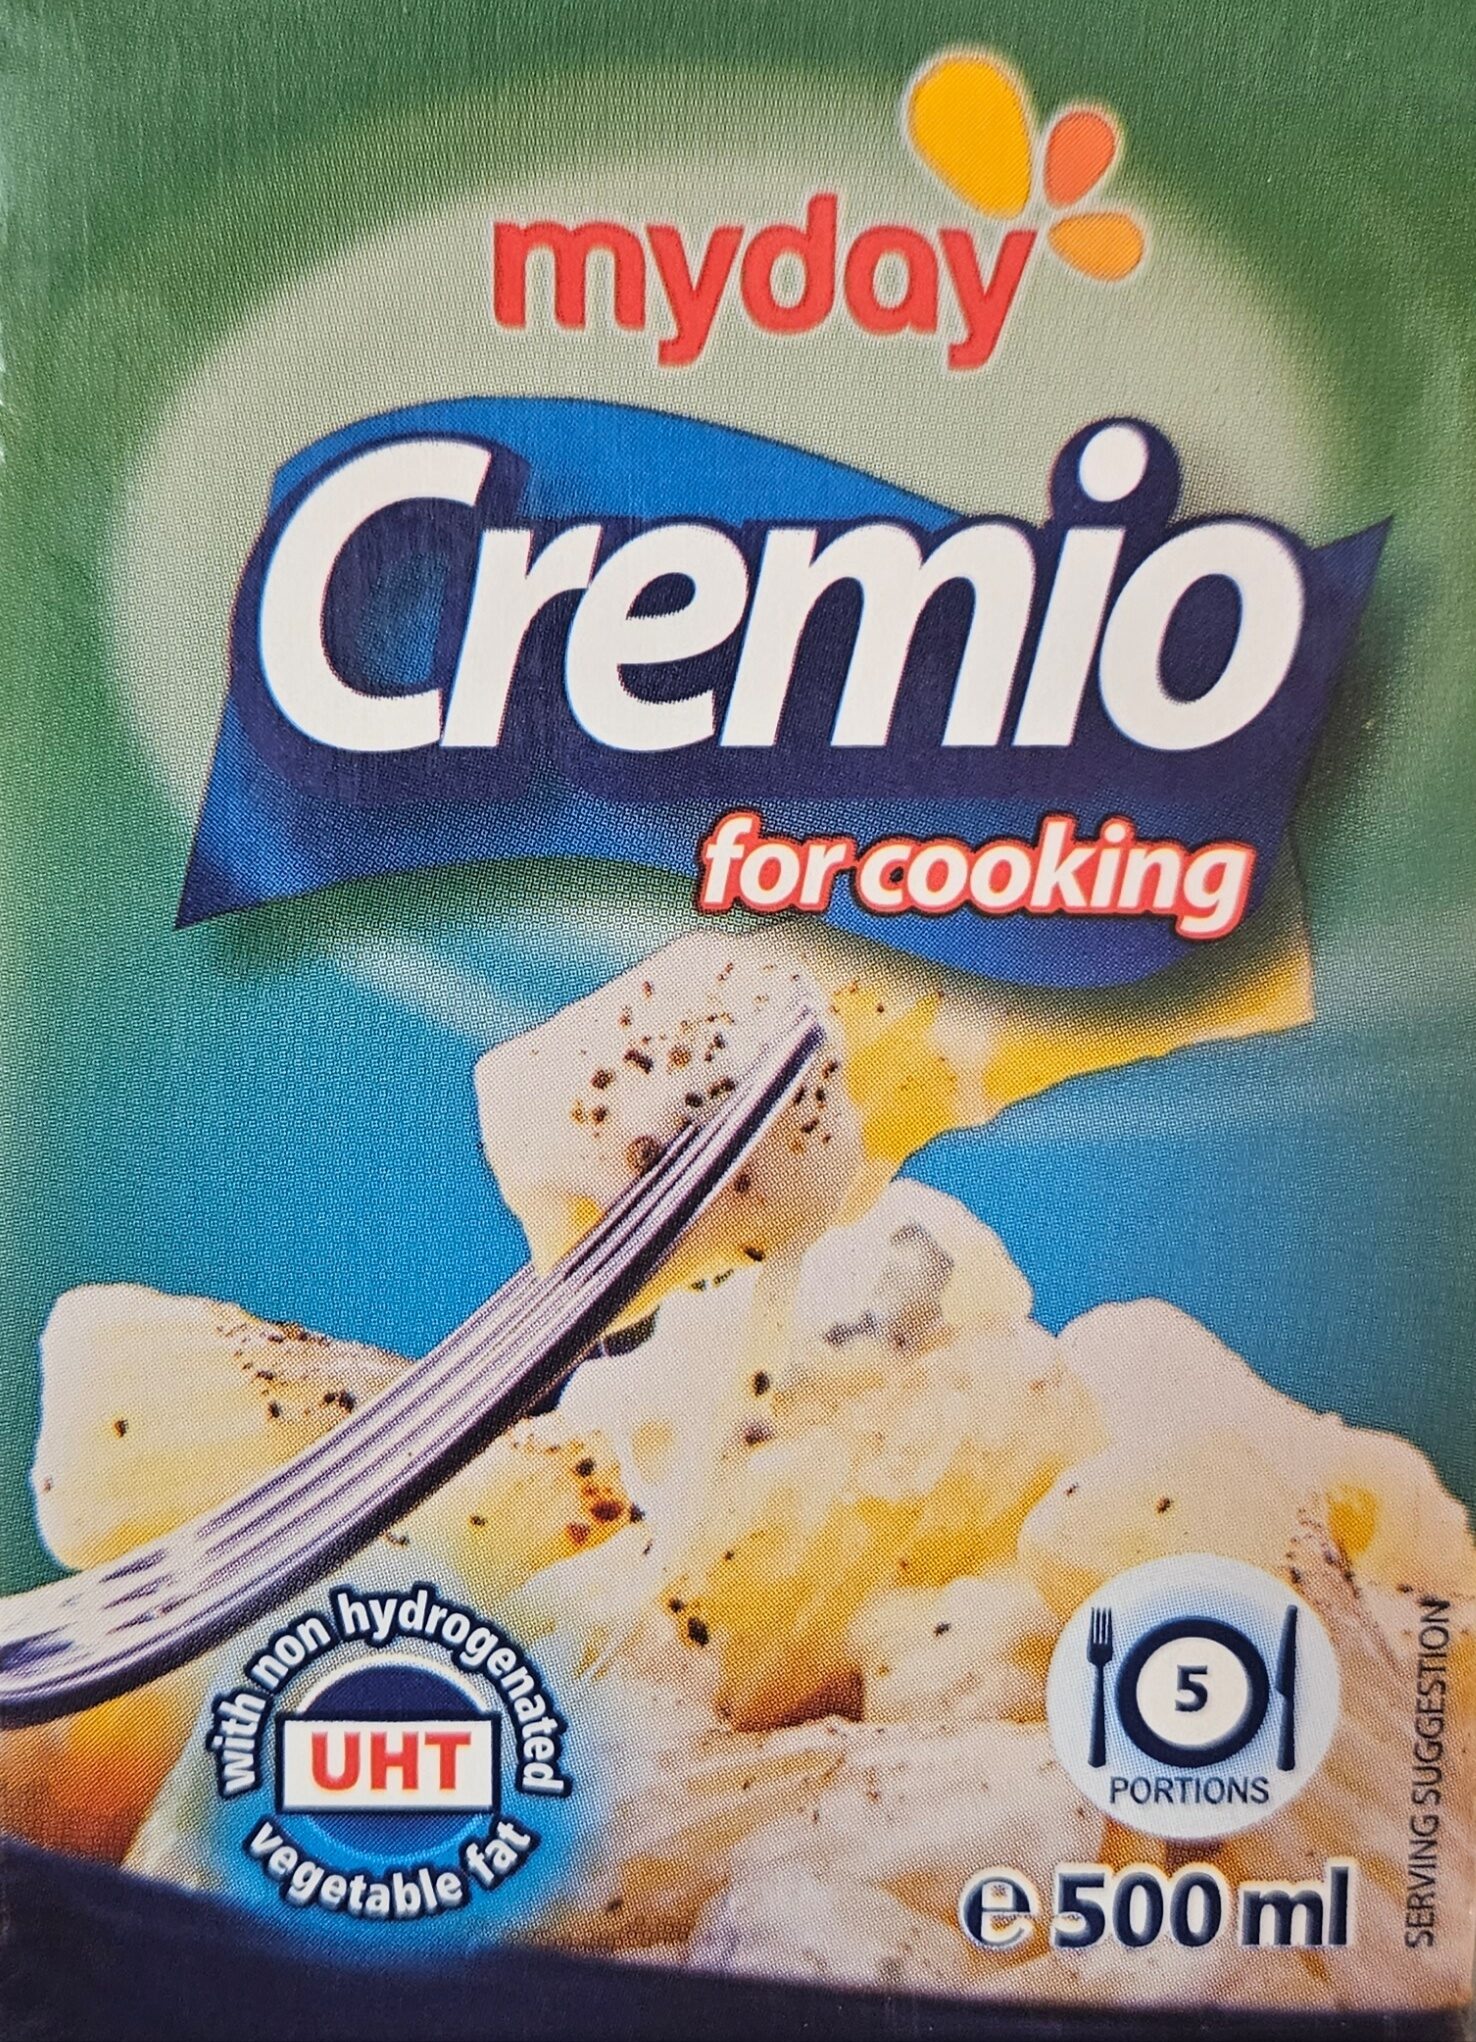 myday
Cremio
for cooking
with non hydrogenated
UHT
vegetable fat
5
PORTIONS
e 500 ml
SERVING SUGGESTION